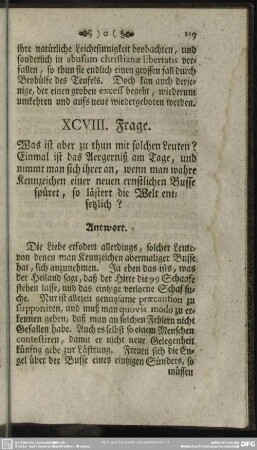 )o( 159
ihre natürliche Leichtsinnigkeit beobachten, und
sonderlich in abusum christianæ libertatis ver-
fallen, so thun sie endlich einen grossen fall durch
Beyhülfe des Teufels. Doch kan auch derje-
nige, der einen groben excess begeht, wiederum
umkehren und aufs neue wiedergeboren werden.
XCVIII. Frage.
Was ist aber zu thun mit solchen Leuten?
Einmal ist das Aergerniß am Tage, und
nimmt man sich ihrer an, wenn man wahre
Kennzeichen einer neuen ernstlichen Busse
spüret, so lästert die Welt ent-
setzlich?
Antwort.
Die Liebe erfodert allerdings, solcher Leute,
von denen man Kennzeichen abermaliger Busse
hat, sich anzunehmen. Ja eben das ists, was
der Heiland sagt, daß der Hirte die 99 Schaafe
stehen lasse, und das eintzige verlorne Schaf su-
che. Nur ist allezeit genugsame præcaution zu
supponiren, und muß man quovis modo zu er-
kennen geben, daß man an solchen Fehlern nicht
Gefallen habe. Auch es selbst so einem Menschen
contestiren, damit er nicht neue Gelegenheit
künftig gebe zur Lästrung. Freuen sich die En-
gel über der Busse eines eintzigen Sünders, so
müssen